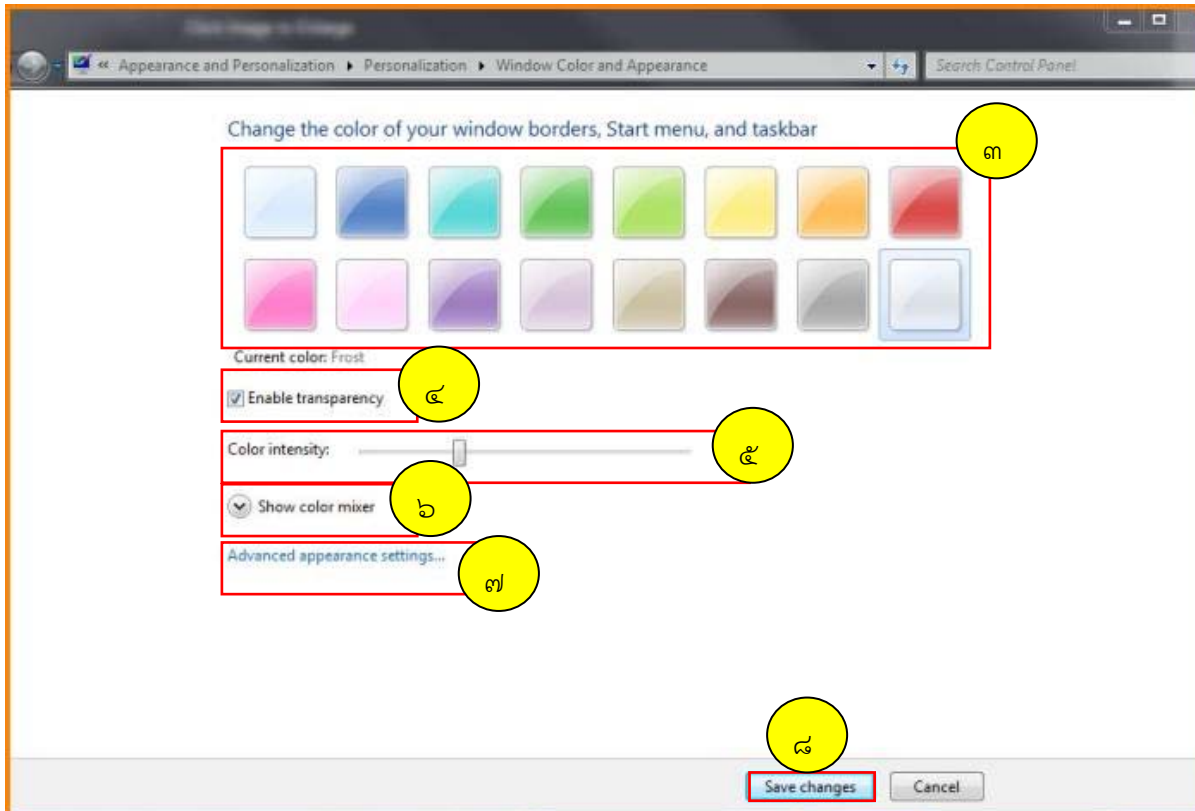 « Appearance and Personalization ▸ Personalization ▸ Window Color and Appearance
Search Control Panel
Change the color of your window borders, Start menu, and taskbar
๓
Current color: Frost
Enable transparency
๔
Color intensity:
๕
Show color mixer
๖
Advanced appearance settings...
๗
๘
Save changes
Cancel